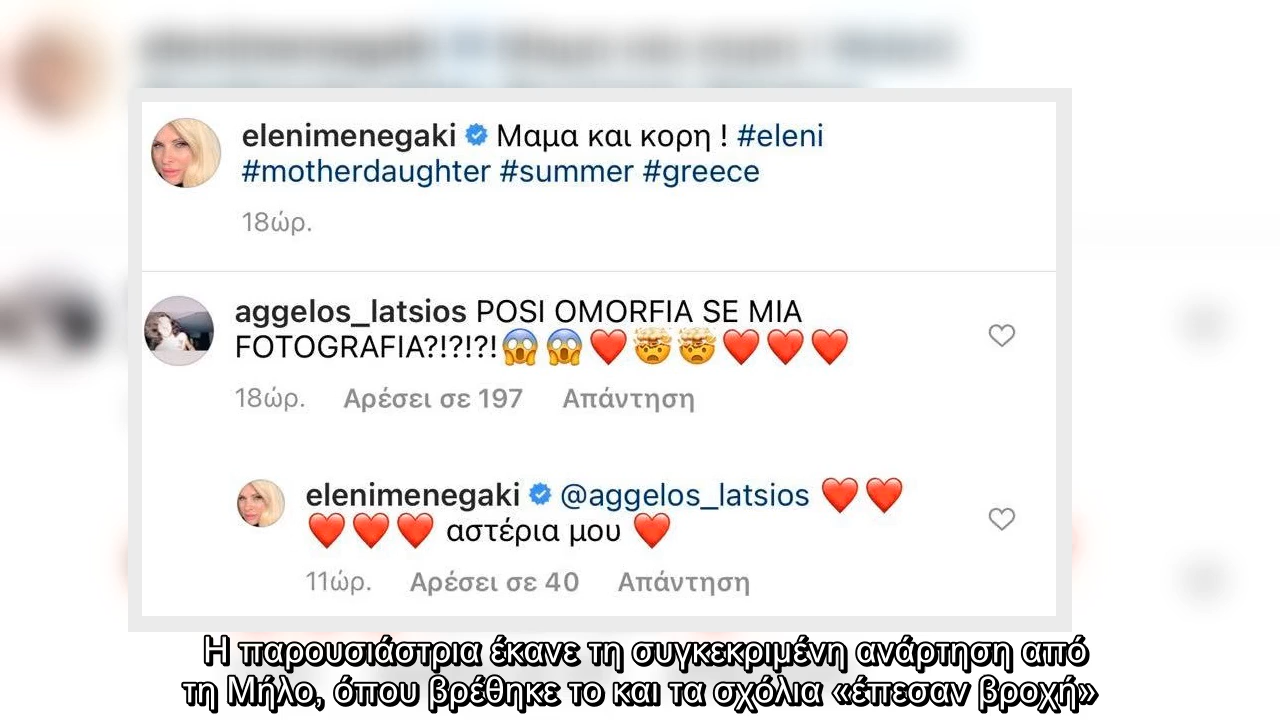 elenimenegaki Μαμα και κορη ! #eleni
#motherdaughter #summer #greece
18ώρ.
aggelos_latsios POSI OMORFIA SE MIA
FOTOGRAFIA?!?!?!😱😱❤️🤯🤯❤️❤️❤️
18ώρ. Αρέσει σε 197 Απάντηση
elenimenegaki @aggelos_latsios ❤️❤️
❤️❤️❤️ αστέρια μου ❤️
11ώρ. Αρέσει σε 40 Απάντηση
Η παρουσιάστρια έκανε τη συγκεκριμένη ανάρτηση από
τη Μήλο, όπου βρέθηκε το και τα σχόλια «έπεσαν βροχή»